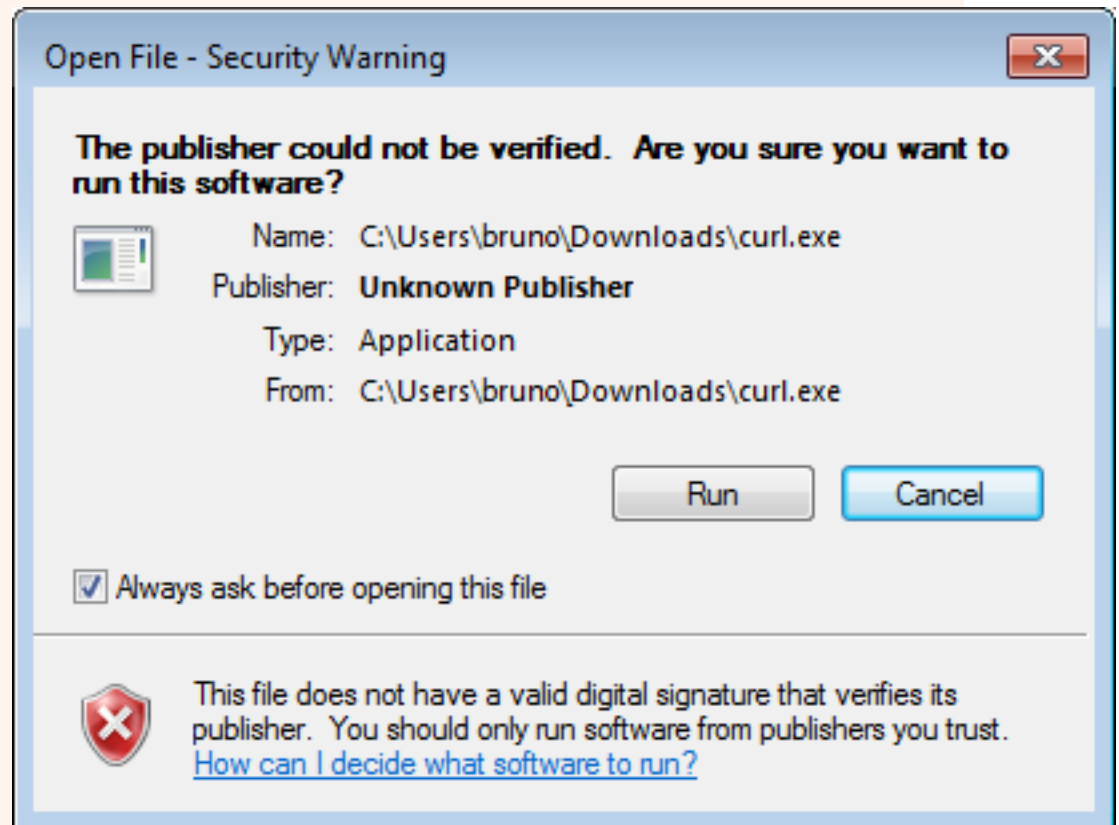 Open File - Security Warning
The publisher could not be verified.  Are you sure you want to
run this software?
Name: C:\Users\bruno\Downloads\curl.exe
Publisher: Unknown Publisher
Type: Application
From: C:\Users\bruno\Downloads\curl.exe
Run Cancel
Always ask before opening this file
This file does not have a valid digital signature that verifies its
publisher.  You should only run software from publishers you trust.
How can I decide what software to run?